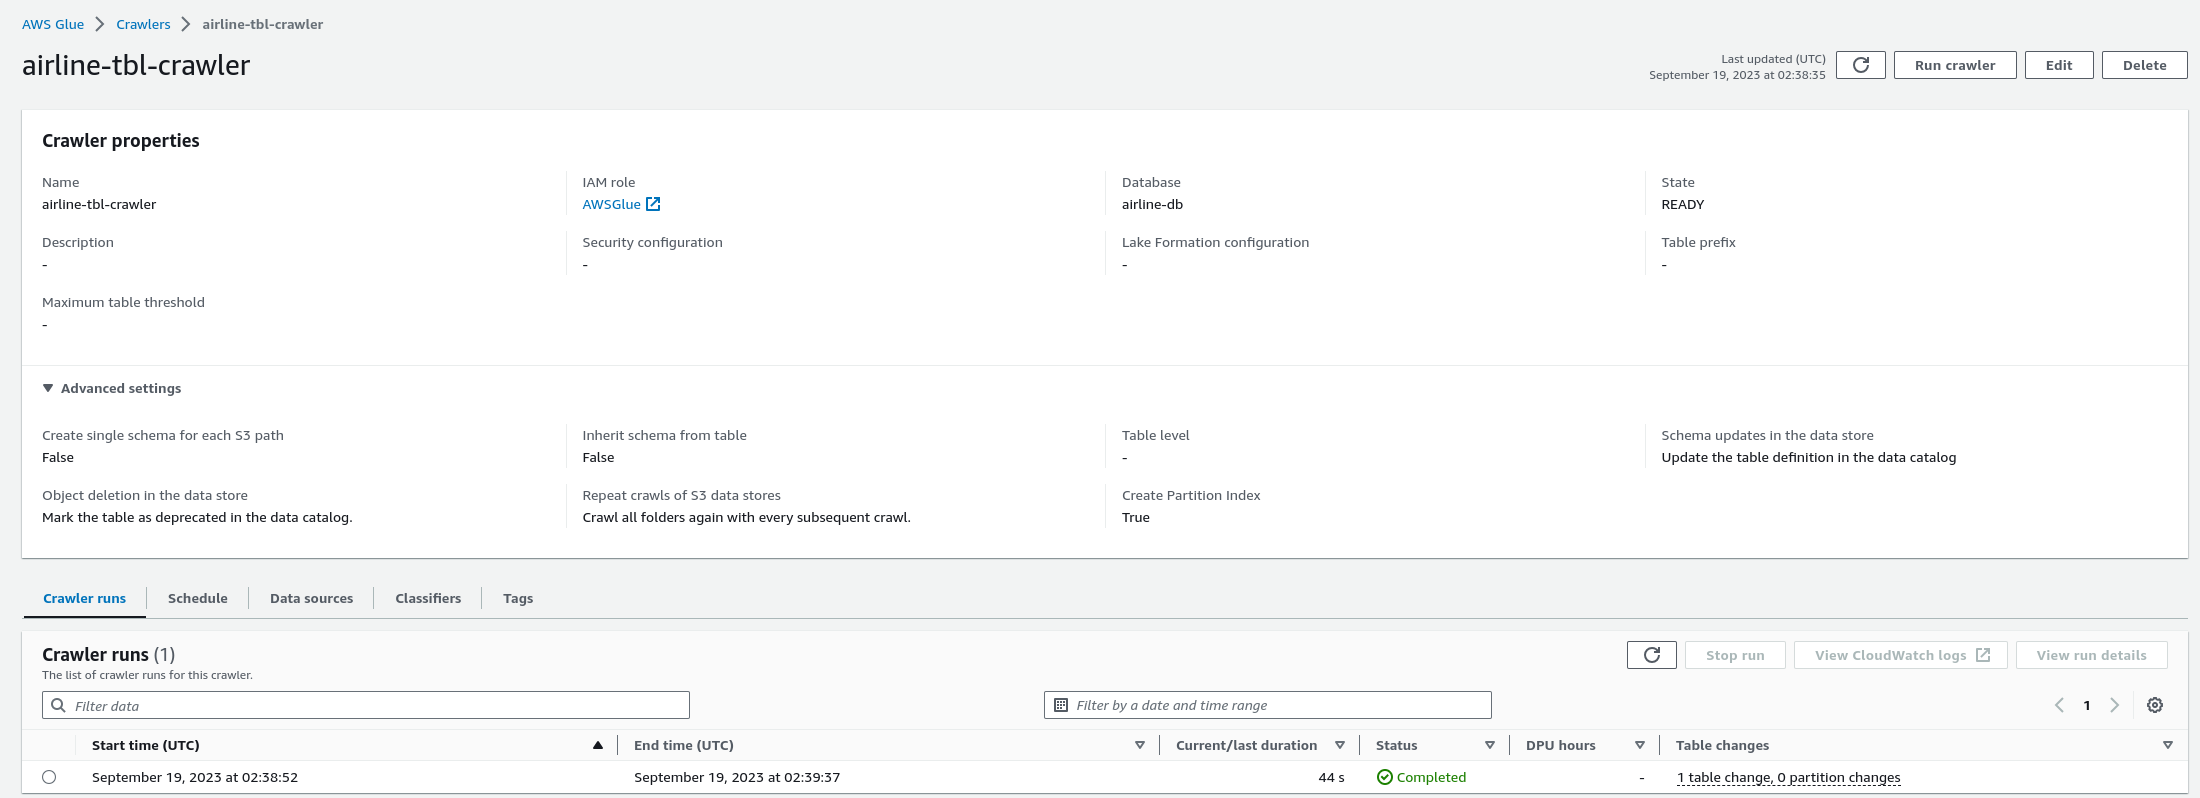 AWS Glue > Crawlers > airline-tbl-crawler
airline-tbl-crawler
Last updated (UTC)
September 19, 2023 at 02:38:35
Run crawler
Edit
Delete
Crawler properties
Name
airline-tbl-crawler
IAM role
AWSGlue
Database
airline-db
State
READY
Description
-
Security configuration
-
Lake Formation configuration
-
Table prefix
-
Maximum table threshold
-
Advanced settings
Create single schema for each S3 path
False
Inherit schema from table
False
Table level
-
Schema updates in the data store
Update the table definition in the data catalog
Object deletion in the data store
Mark the table as deprecated in the data catalog.
Repeat crawls of S3 data stores
Crawl all folders again with every subsequent crawl.
Create Partition Index
True
Crawler runs
Schedule
Data sources
Classifiers
Tags
Crawler runs (1)
The list of crawler runs for this crawler.
Stop run
View CloudWatch logs
View run details
Filter data
Filter by a date and time range
1
Start time (UTC)
End time (UTC)
Current/last duration
Status
DPU hours
Table changes
September 19, 2023 at 02:38:52
September 19, 2023 at 02:39:37
44 s
Completed
-
1 table change, 0 partition changes